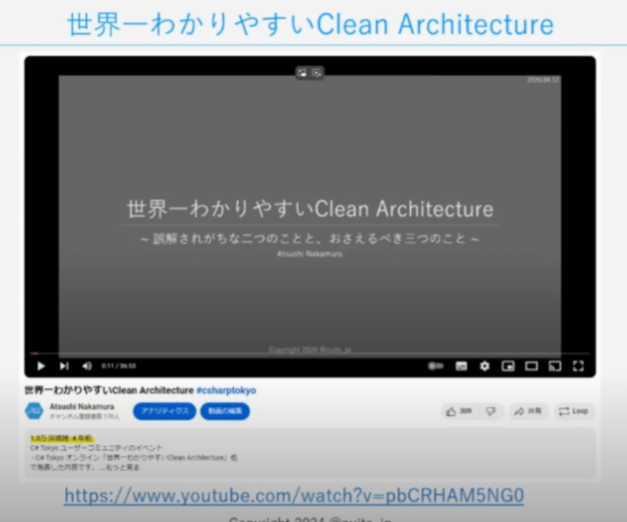 世界一わかりやすいClean Architecture
2020.06.12
世界一わかりやすいClean Architecture
~ 誤解されがちな二つのことと、おさえるべき三つのこと ~
Atsushi Nakamura
Copyright 2020 @nuits_jp
0:11 / 36:53
世界一わかりやすいClean Architecture #csharptokyo
Atsushi Nakamura
チャンネル登録者数 170人
アナリティクス
動画の編集
309
共有
Loop
1.3万 回視聴 4 年前
C# Tokyo ユーザーコミュニティのイベント
- C# Tokyo オンライン「世界一わかりやすいClean Architecture」他
で発表した内容です。 ...もっと見る
https://www.youtube.com/watch?v=pbCRHAM5NG0
Copyright 2024 @nuits_jp